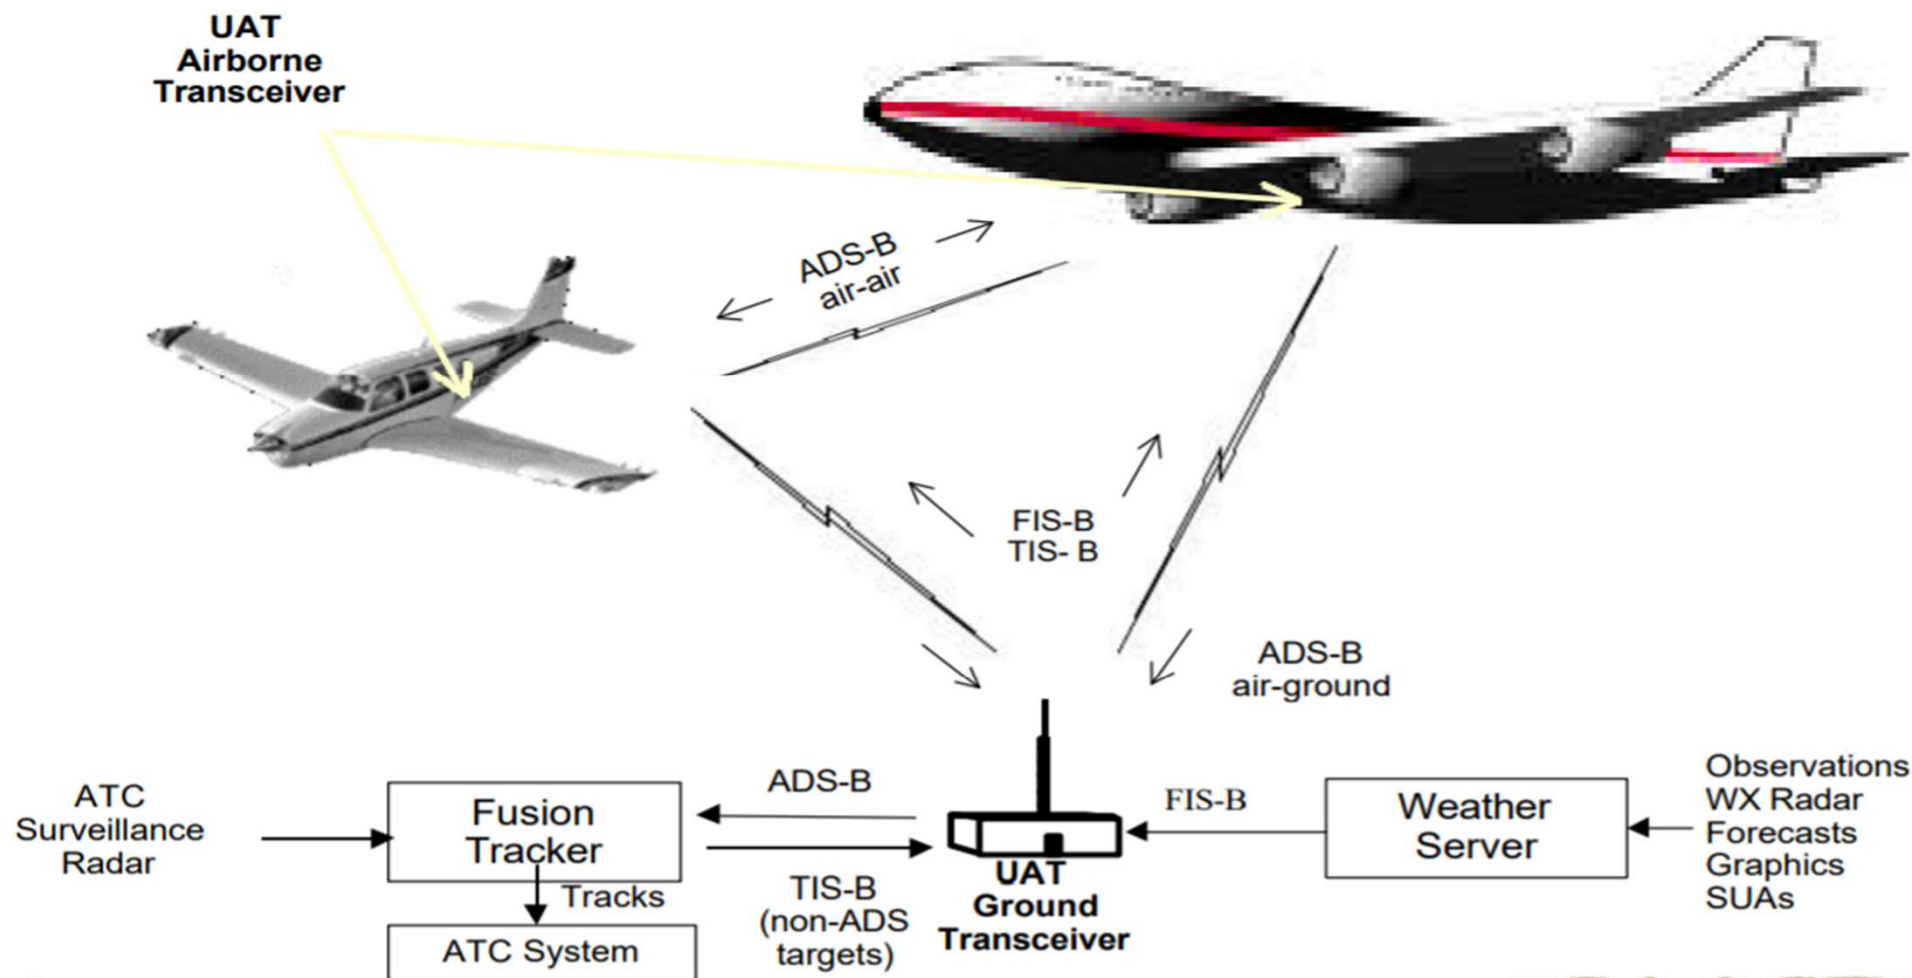 UAT
Airborne
Transceiver
ADS-B
air-air
FIS-B
TIS- B
ADS-B
air-ground
ATC
Surveillance
Radar
Fusion
Tracker
Tracks
ATC System
ADS-B
TIS-B
(non-ADS
targets)
UAT
Ground
Transceiver
FIS-B
Weather
Server
Observations
WX Radar
Forecasts
Graphics
SUAs